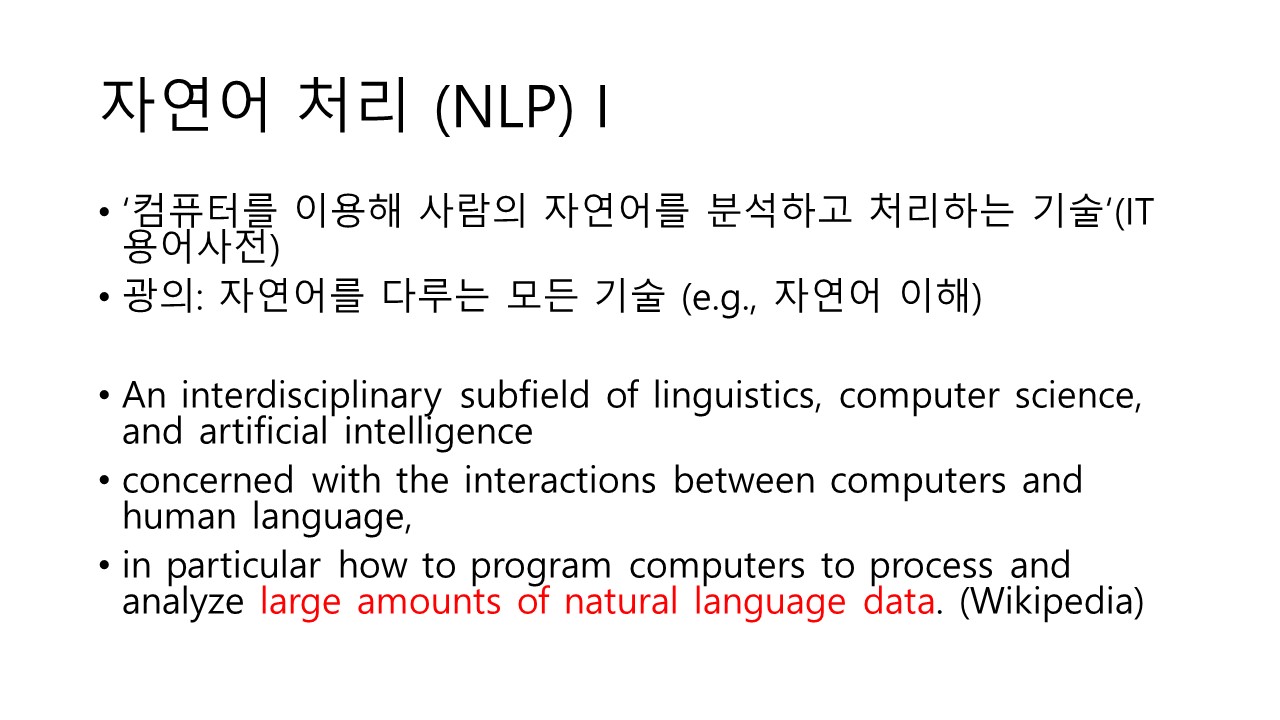 자연어 처리 (NLP) I
• ‘컴퓨터를 이용해 사람의 자연어를 분석하고 처리하는 기술’(IT
용어사전)
• 광의: 자연어를 다루는 모든 기술 (e.g., 자연어 이해)
• An interdisciplinary subfield of linguistics, computer science,
and artificial intelligence
• concerned with the interactions between computers and
human language,
• in particular how to program computers to process and
analyze large amounts of natural language data. (Wikipedia)